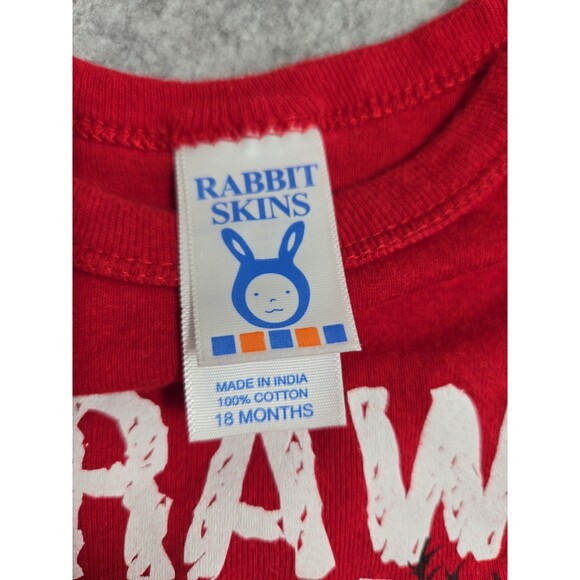 RABBIT
SKINS
MADE IN INDIA
100% COTTON
18 MONTHS
RAW